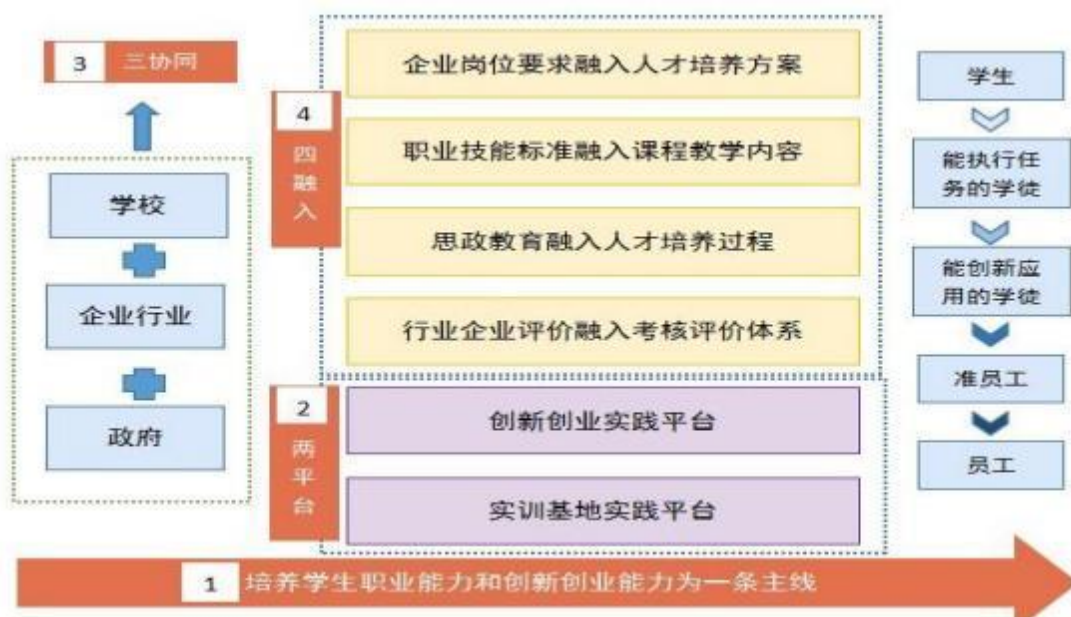 3 三协同
学校
企业行业
政府
4
四
融
入
企业岗位要求融入人才培养方案
职业技能标准融入课程教学内容
思政教育融入人才培养过程
行业企业评价融入考核评价体系
2
两
平
台
创新创业实践平台
实训基地实践平台
学生
能执行任
务的学徒
能创新应
用的学徒
准员工
员工
1 培养学生职业能力和创新创业能力为一条主线